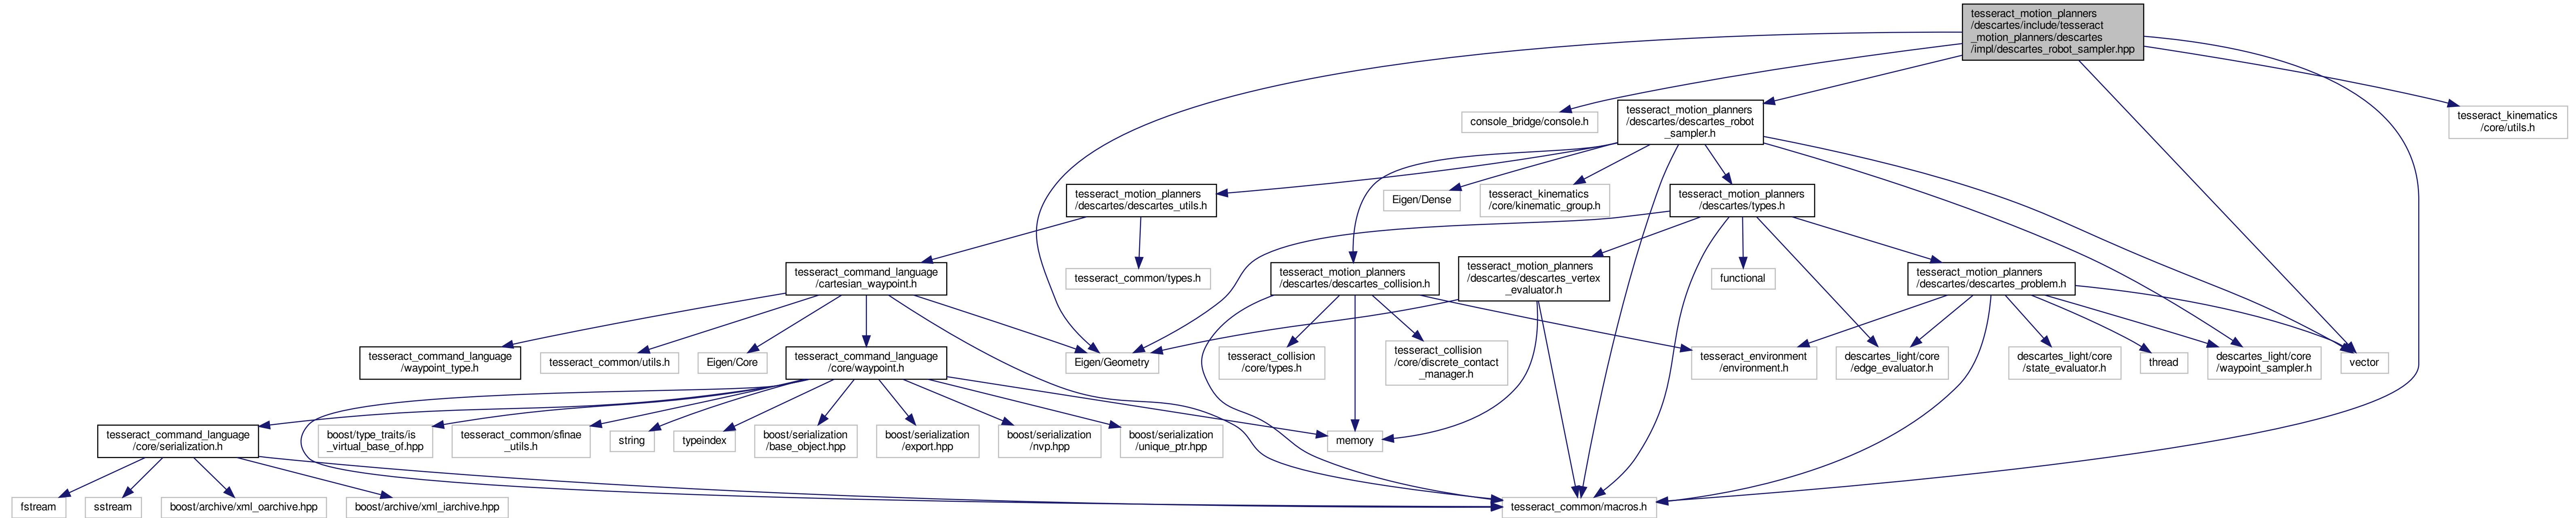 tesseract_motion_planners
/descartes/include/tesseract
_motion_planners/descartes
/impl/descartes_robot_sampler.hpp
console_bridge/console.h
tesseract_motion_planners
/descartes/descartes_robot
_sampler.h
tesseract_kinematics
/core/utils.h
tesseract_motion_planners
/descartes/descartes_utils.h
Eigen/Dense
tesseract_kinematics
/core/kinematic_group.h
tesseract_motion_planners
/descartes/types.h
tesseract_command_language
/cartesian_waypoint.h
tesseract_common/types.h
tesseract_motion_planners
/descartes/descartes_collision.h
tesseract_motion_planners
/descartes/descartes_vertex
_evaluator.h
functional
tesseract_motion_planners
/descartes/descartes_problem.h
tesseract_command_language
/waypoint_type.h
tesseract_common/utils.h
Eigen/Core
tesseract_command_language
/core/waypoint.h
Eigen/Geometry
tesseract_collision
/core/types.h
tesseract_collision
/core/discrete_contact
_manager.h
tesseract_environment
/environment.h
descartes_light/core
/edge_evaluator.h
descartes_light/core
/state_evaluator.h
thread
descartes_light/core
/waypoint_sampler.h
vector
tesseract_command_language
/core/serialization.h
boost/type_traits/is
_virtual_base_of.hpp
tesseract_common/sfinae
_utils.h
string
typeindex
boost/serialization
/base_object.hpp
boost/serialization
/export.hpp
boost/serialization
/nvp.hpp
boost/serialization
/unique_ptr.hpp
memory
fstream
sstream
boost/archive/xml_oarchive.hpp
boost/archive/xml_iarchive.hpp
tesseract_common/macros.h